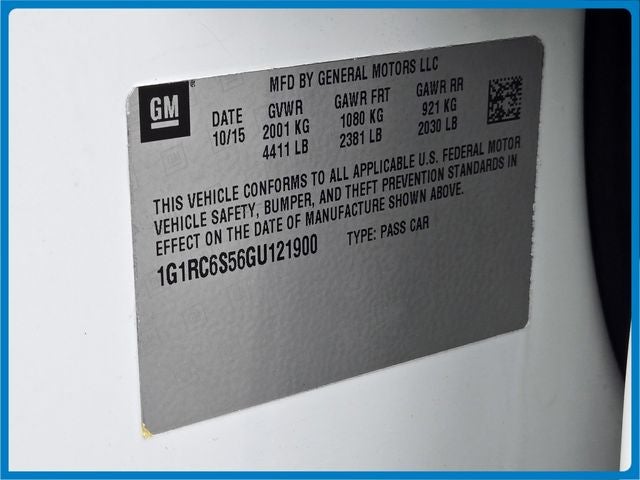 MFD BY GENERAL MOTORS LLC
GM
DATE GVWR GAWR FRT GAWR RR
10/15 2001 KG 1080 KG 921 KG
4411 LB 2381 LB 2030 LB
THIS VEHICLE CONFORMS TO ALL APPLICABLE U.S. FEDERAL MOTOR
VEHICLE SAFETY, BUMPER, AND THEFT PREVENTION STANDARDS IN
EFFECT ON THE DATE OF MANUFACTURE SHOWN ABOVE.
1G1RC6S56GU121900 TYPE: PASS CAR